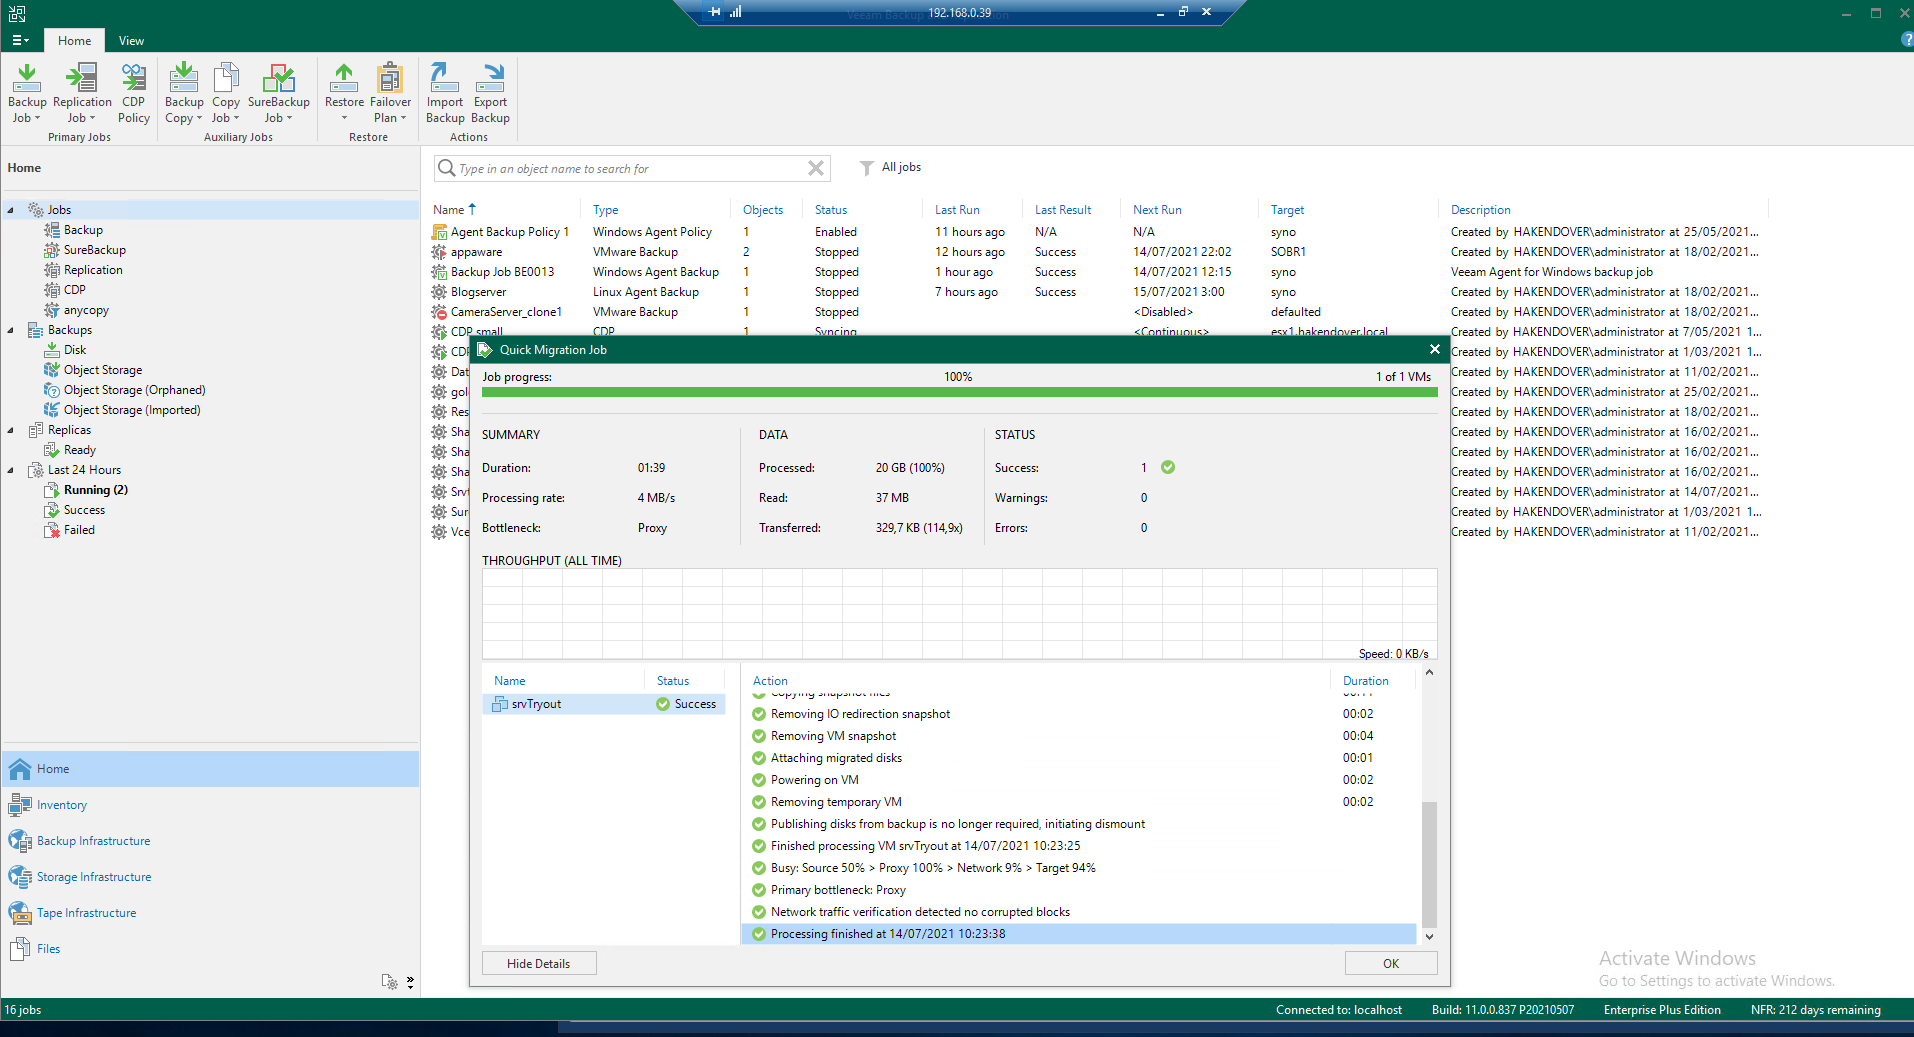 192.168.0.39
Home View
Backup Job
Replication Job
CDP Policy
Primary Jobs
Backup Copy
Copy Job
SureBackup Job
Auxiliary Jobs
Restore
Failover Plan
Restore
Import Backup
Export Backup
Actions
Home
Jobs
Backup
SureBackup
Replication
CDP
anycopy
Backups
Disk
Object Storage
Object Storage (Orphaned)
Object Storage (Imported)
Replicas
Ready
Last 24 Hours
Running (2)
Success
Failed
Home
Inventory
Backup Infrastructure
Storage Infrastructure
Tape Infrastructure
Files
Type in an object name to search for
All jobs
Name Type Objects Status Last Run Last Result Next Run Target Description
Agent Backup Policy 1 Windows Agent Policy 1 Enabled 11 hours ago N/A N/A syno Created by HAKENDOVER\administrator at 25/05/2021...
appaware VMware Backup 2 Stopped 12 hours ago Success 14/07/2021 22:02 SOBR1 Created by HAKENDOVER\administrator at 18/02/2021...
Backup Job BE0013 Windows Agent Backup 1 Stopped 1 hour ago Success 14/07/2021 12:15 syno Veeam Agent for Windows backup job
Blogserver Linux Agent Backup 1 Stopped 7 hours ago Success 15/07/2021 3:00 syno Created by HAKENDOVER\administrator at 18/02/2021...
CameraServer_clone1 VMware Backup 1 Stopped <Disabled> defaulted Created by HAKENDOVER\administrator at 18/02/2021...
CDP small CDP 1 Syncing <Continuous> esx1.hakendover.local Created by HAKENDOVER\administrator at 7/05/2021 1...
CDP Created by HAKENDOVER\administrator at 1/03/2021 1...
Dat Created by HAKENDOVER\administrator at 11/02/2021...
gol Created by HAKENDOVER\administrator at 25/02/2021...
Res Created by HAKENDOVER\administrator at 18/02/2021...
Sha Created by HAKENDOVER\administrator at 16/02/2021...
Sha Created by HAKENDOVER\administrator at 16/02/2021...
Sha Created by HAKENDOVER\administrator at 16/02/2021...
Srv Created by HAKENDOVER\administrator at 14/07/2021...
Sur Created by HAKENDOVER\administrator at 1/03/2021 1...
Vce Created by HAKENDOVER\administrator at 11/02/2021...
Quick Migration Job
Job progress: 100% 1 of 1 VMs
SUMMARY DATA STATUS
Duration: 01:39 Processed: 20 GB (100%) Success: 1
Processing rate: 4 MB/s Read: 37 MB Warnings: 0
Bottleneck: Proxy Transferred: 329,7 KB (114,9x) Errors: 0
THROUGHPUT (ALL TIME)
Speed: 0 KB/s
Name Status
srvTryout Success
Action Duration
Copying snapshot files 00:11
Removing IO redirection snapshot 00:02
Removing VM snapshot 00:04
Attaching migrated disks 00:01
Powering on VM 00:02
Removing temporary VM 00:02
Publishing disks from backup is no longer required, initiating dismount
Finished processing VM srvTryout at 14/07/2021 10:23:25
Busy: Source 50% > Proxy 100% > Network 9% > Target 94%
Primary bottleneck: Proxy
Network traffic verification detected no corrupted blocks
Processing finished at 14/07/2021 10:23:38
Hide Details OK
Activate Windows
Go to Settings to activate Windows.
16 jobs Connected to: localhost Build: 11.0.0.837 P20210507 Enterprise Plus Edition NFR: 212 days remaining